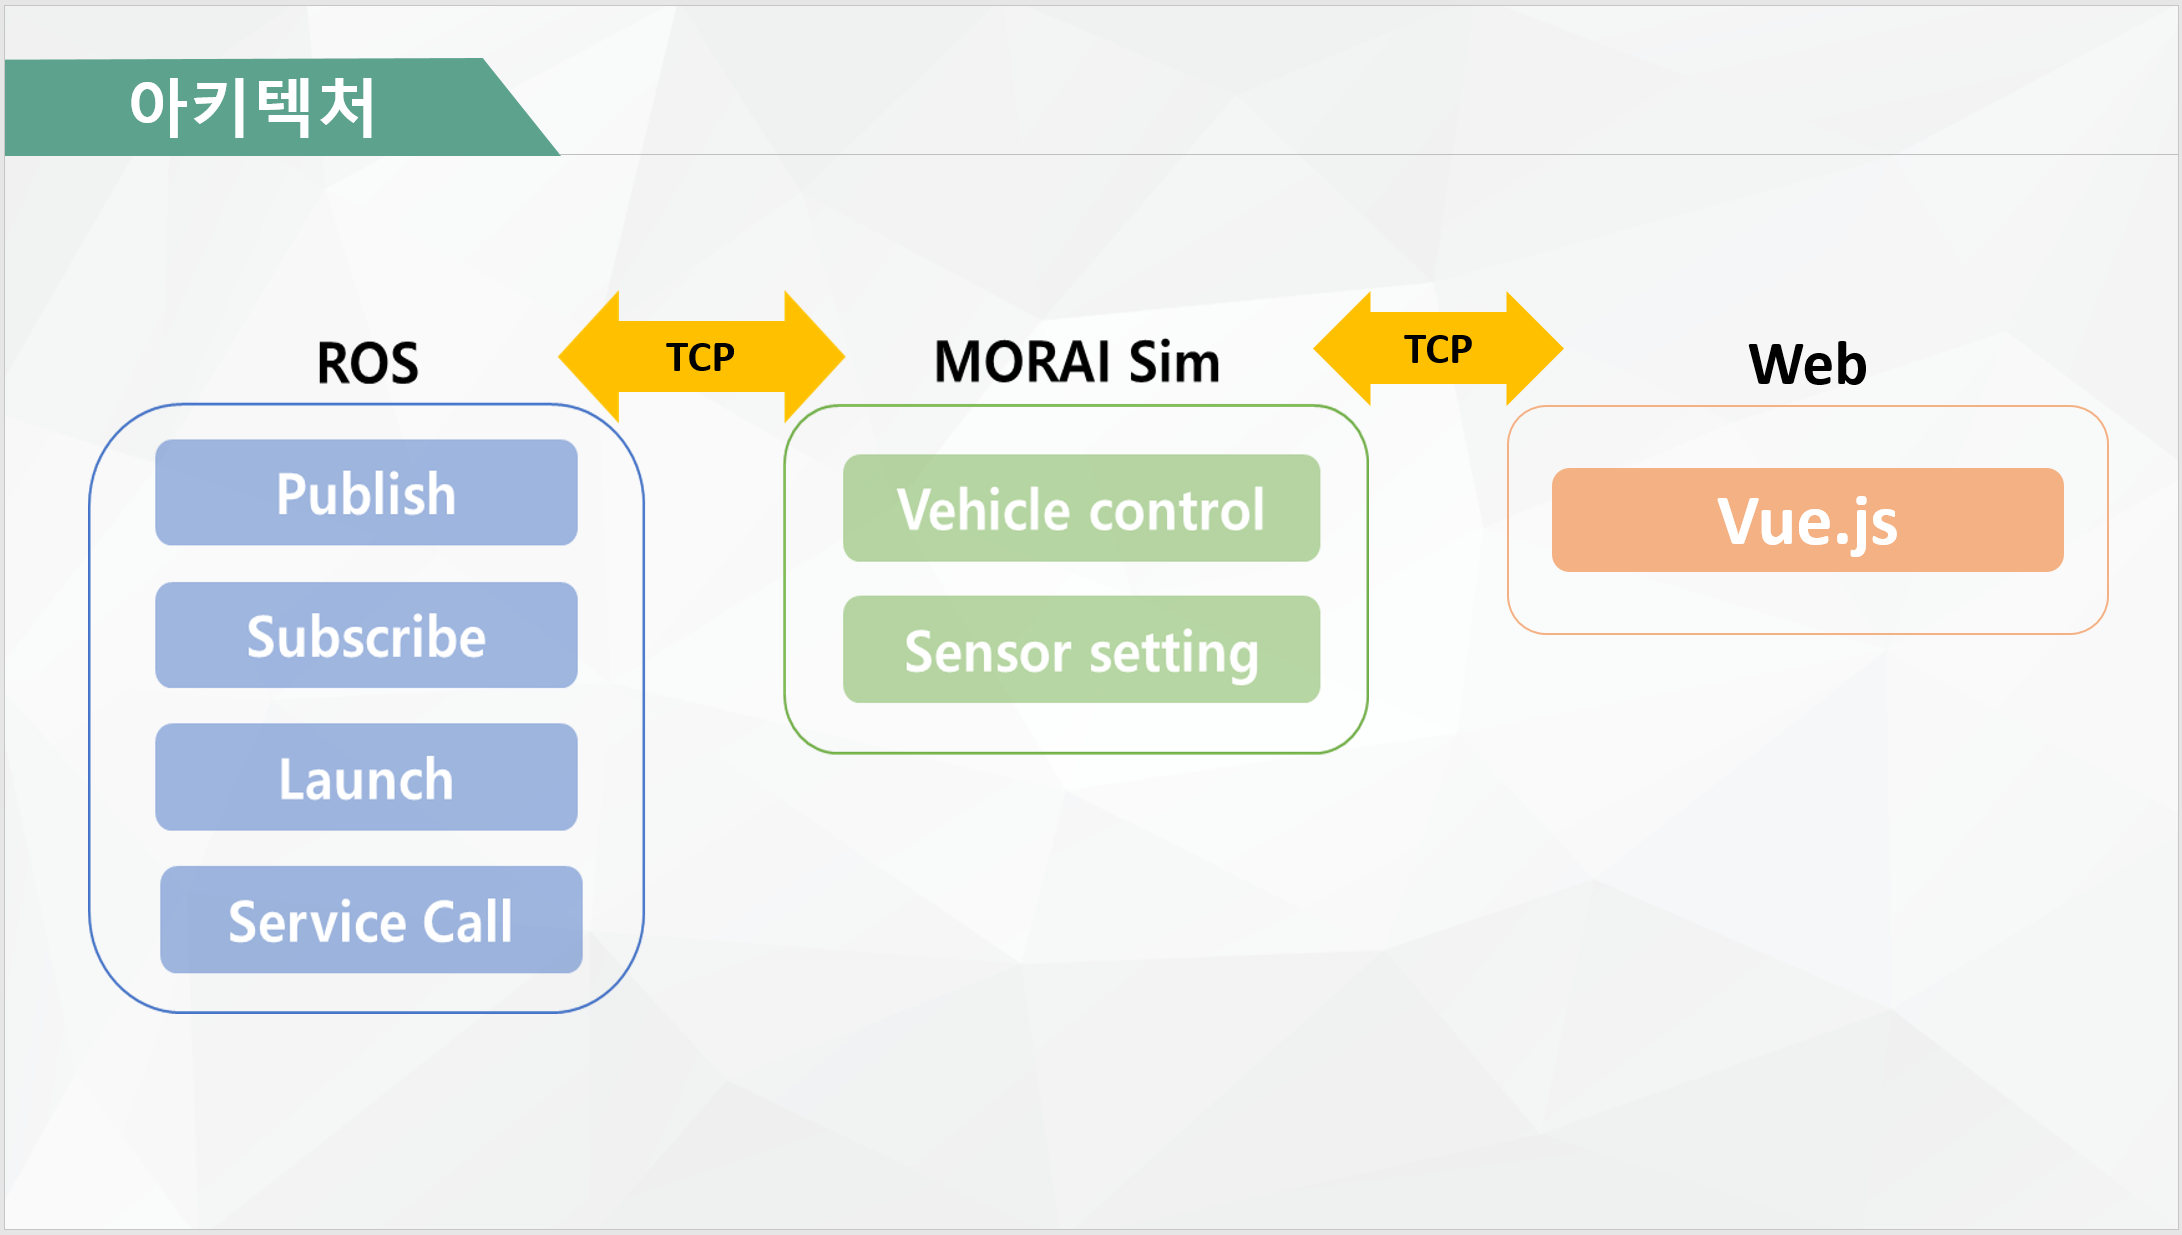 아키텍처
ROS
TCP
MORAI Sim
TCP
Web
Publish
Subscribe
Launch
Service Call
Vehicle control
Sensor setting
Vue.js